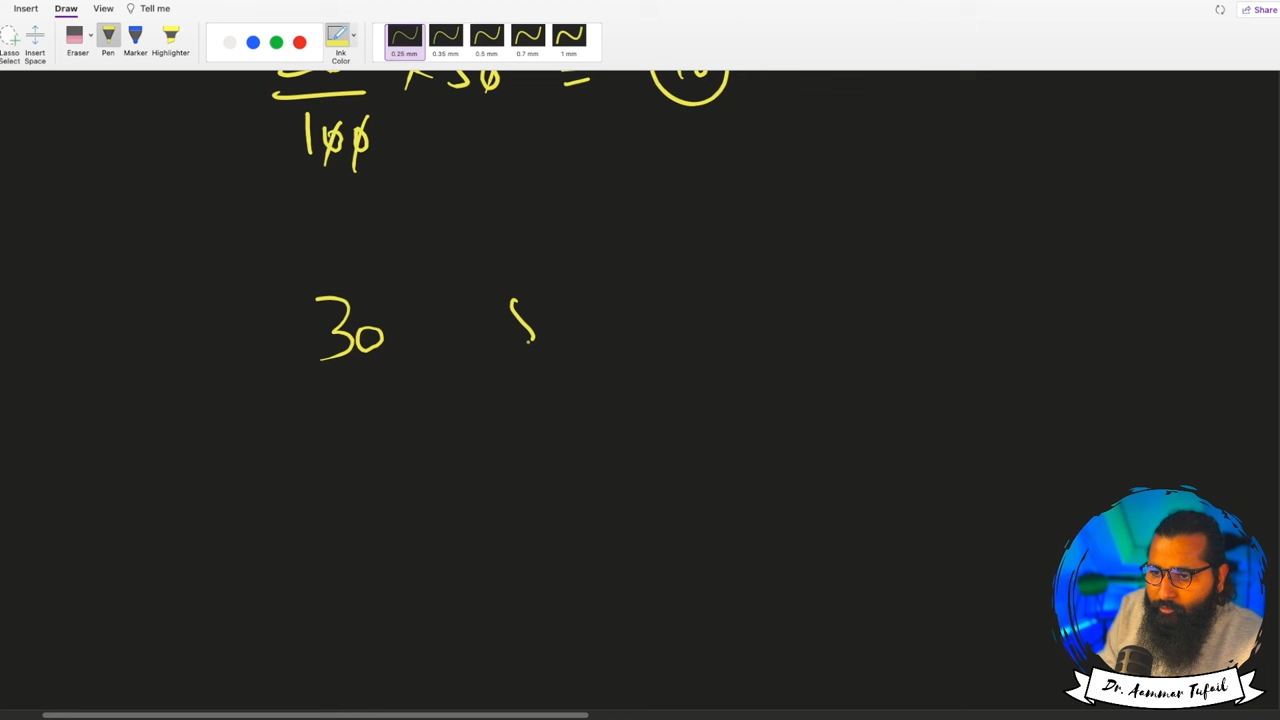 Insert Draw View Tell me Share
Lasso Select Insert Space Eraser Pen Marker Highlighter Ink Color 0.25 mm 0.35 mm 0.5 mm 0.7 mm 1 mm
100
30
Dr. Aammar Tufail